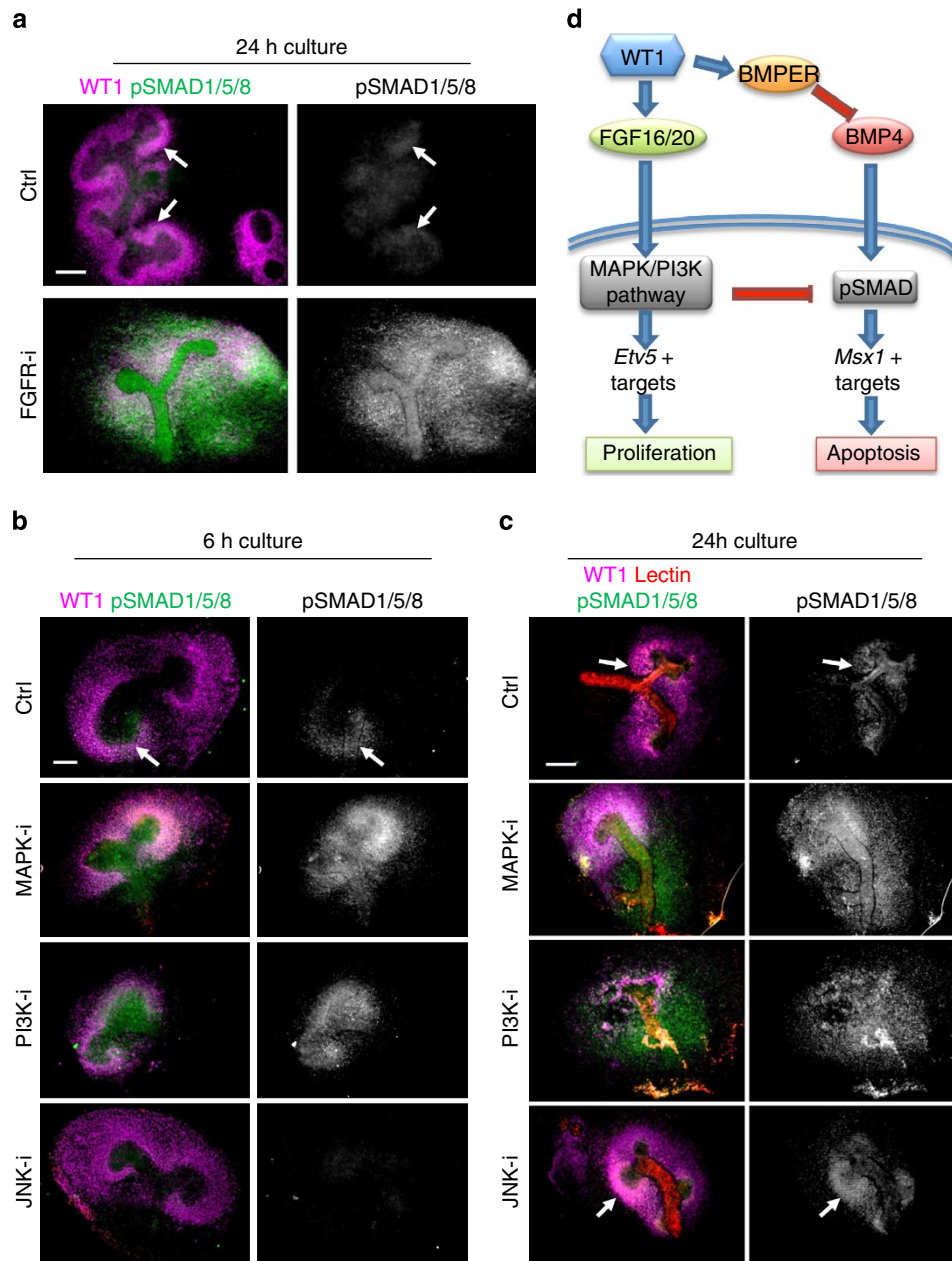 a
24 h culture
WT1 pSMAD1/5/8
pSMAD1/5/8
Ctrl
FGFR-i
d
WT1
BMPER
FGF16/20
BMP4
MAPK/PI3K
pathway
pSMAD
Etv5 +
targets
Msx1 +
targets
Proliferation
Apoptosis
b
6 h culture
WT1 pSMAD1/5/8
pSMAD1/5/8
Ctrl
MAPK-i
PI3K-i
JNK-i
c
24h culture
WT1 Lectin
pSMAD1/5/8
pSMAD1/5/8
Ctrl
MAPK-i
PI3K-i
JNK-i